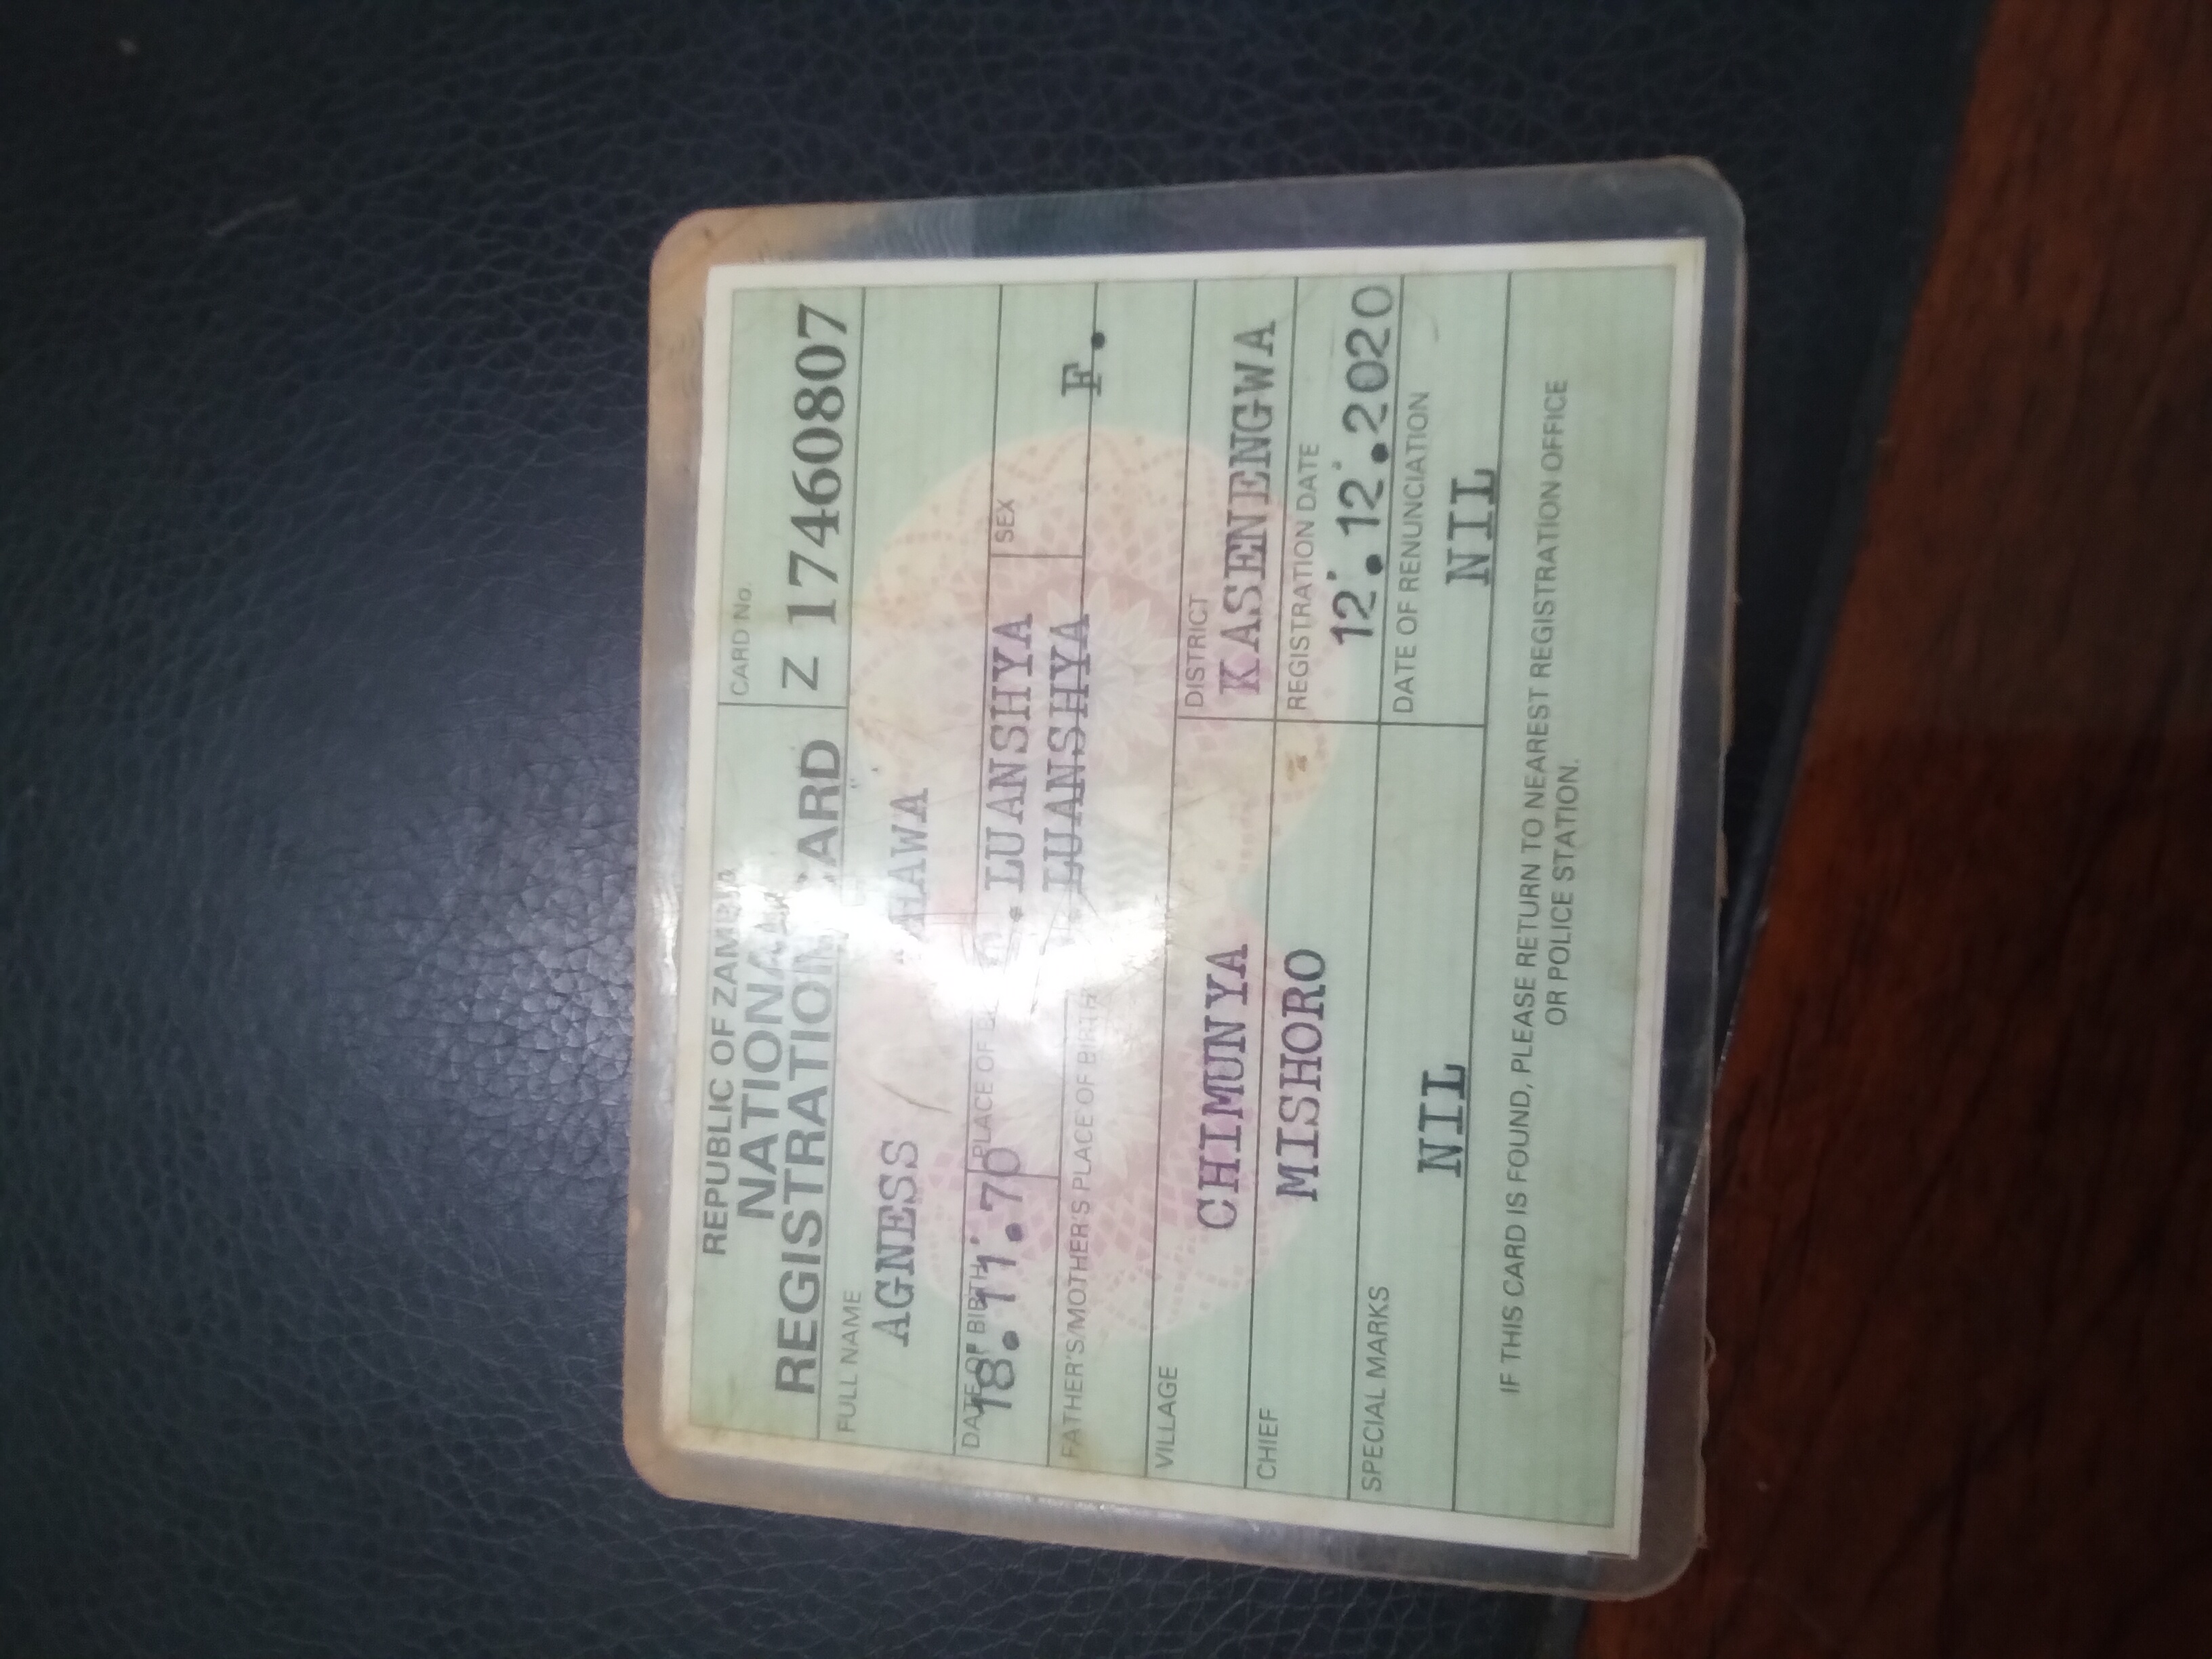 REPUBLIC OF ZAMBIA
NATIONAL
REGISTRATION CARD
CARD No.
Z 17460807
FULL NAME
AGNESS
DATE OF BIRTH
18.11.70
PLACE OF
LUANSHYA
SEX
F.
FATHER'S/MOTHER'S PLACE OF BIRTH
LUANSHYA
VILLAGE
CHIMUNYA
DISTRICT
KASENENGWA
CHIEF
MISHORO
REGISTRATION DATE
12.12.2020
SPECIAL MARKS
NIL
DATE OF RENUNCIATION
NIL
IF THIS CARD IS FOUND, PLEASE RETURN TO NEAREST REGISTRATION OFFICE
OR POLICE STATION.